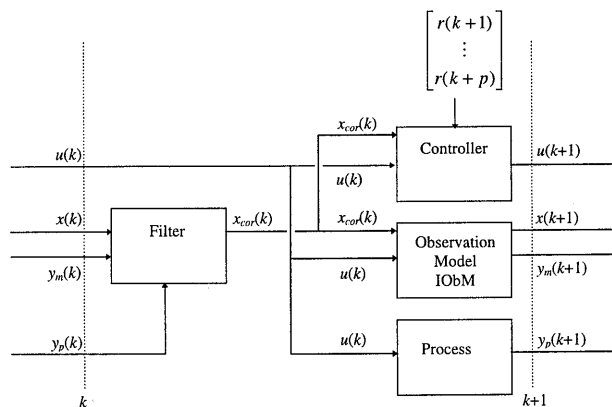 r(k+1)
⋮
r(k+p)
x_cor(k)
Controller
u(k)
u(k)
u(k+1)
x(k)
Filter
x_cor(k)
x_cor(k)
x(k+1)
Observation
Model
IObM
y_m(k)
u(k)
y_m(k+1)
y_p(k)
u(k)
Process
y_p(k+1)
k
k+1